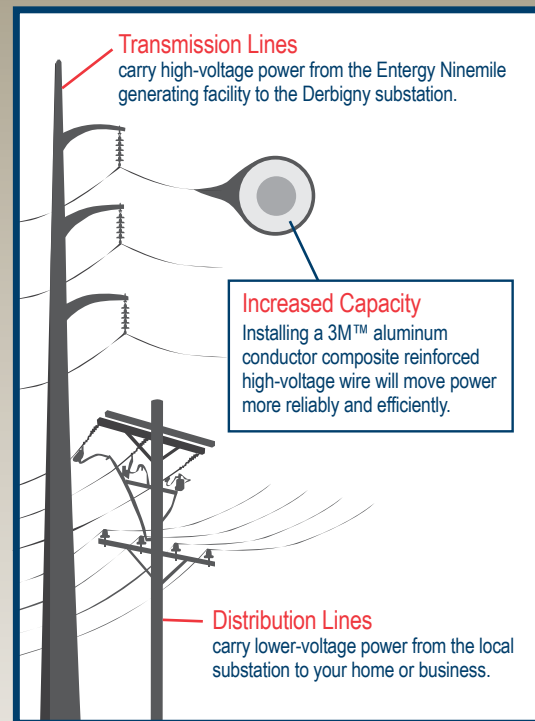 Transmission Lines
carry high-voltage power from the Entergy Ninemile
generating facility to the Derbigny substation.
Increased Capacity
Installing a 3M™ aluminum
conductor composite reinforced
high-voltage wire will move power
more reliably and efficiently.
Distribution Lines
carry lower-voltage power from the local
substation to your home or business.